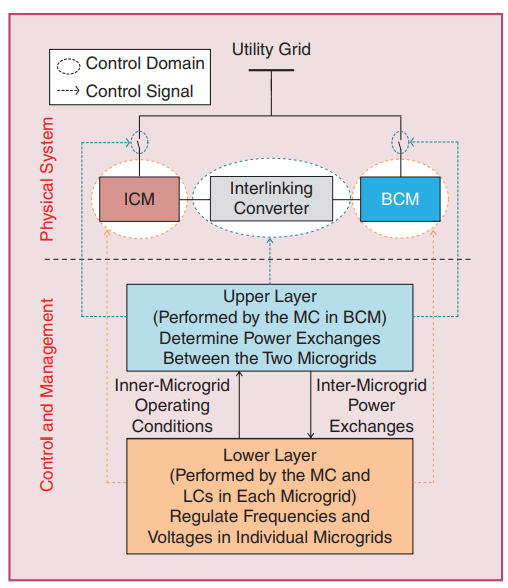 Utility Grid
Control Domain
Control Signal
Physical System
ICM
Interlinking
Converter
BCM
Control and Management
Upper Layer
(Performed by the MC in BCM)
Determine Power Exchanges
Between the Two Microgrids
Inner-Microgrid
Operating
Conditions
Inter-Microgrid
Power
Exchanges
Lower Layer
(Performed by the MC and
LCs in Each Microgrid)
Regulate Frequencies and
Voltages in Individual Microgrids